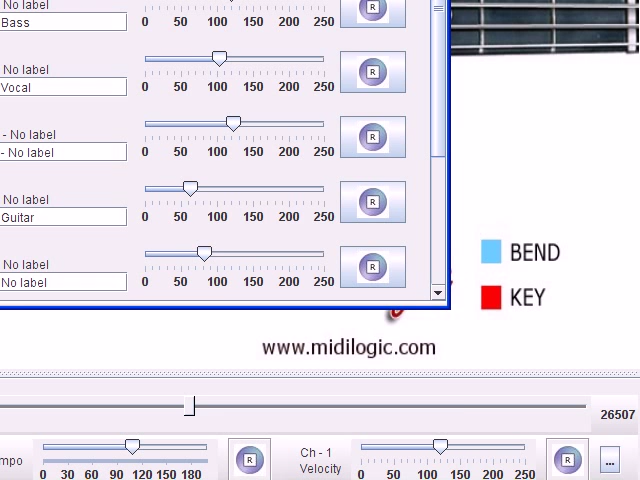 No label
Bass
0 50 100 150 200 250
R
No label
Vocal
0 50 100 150 200 250
R
- No label
- No label
0 50 100 150 200 250
R
No label
Guitar
0 50 100 150 200 250
R
No label
No label
0 50 100 150 200 250
R
BEND
KEY
www.midilogic.com
26507
mpo
0 30 60 90 120 150 180
R
Ch - 1
Velocity
0 50 100 150 200 250
R
...